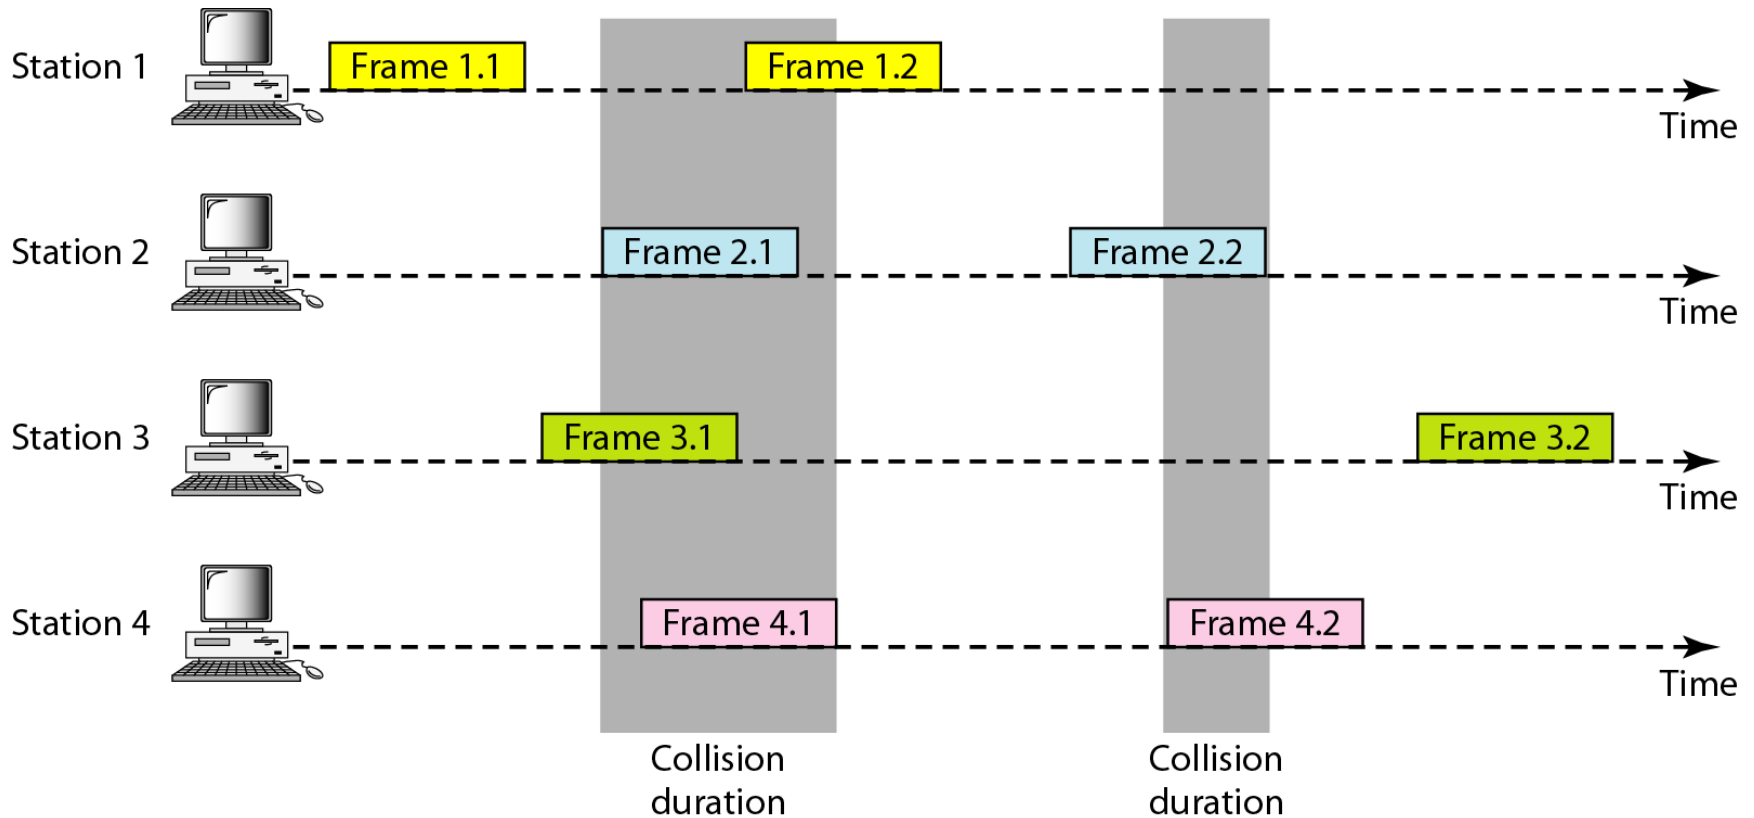 Station 1
Frame 1.1
Frame 1.2
Time
Station 2
Frame 2.1
Frame 2.2
Time
Station 3
Frame 3.1
Frame 3.2
Time
Station 4
Frame 4.1
Frame 4.2
Time
Collision
duration
Collision
duration